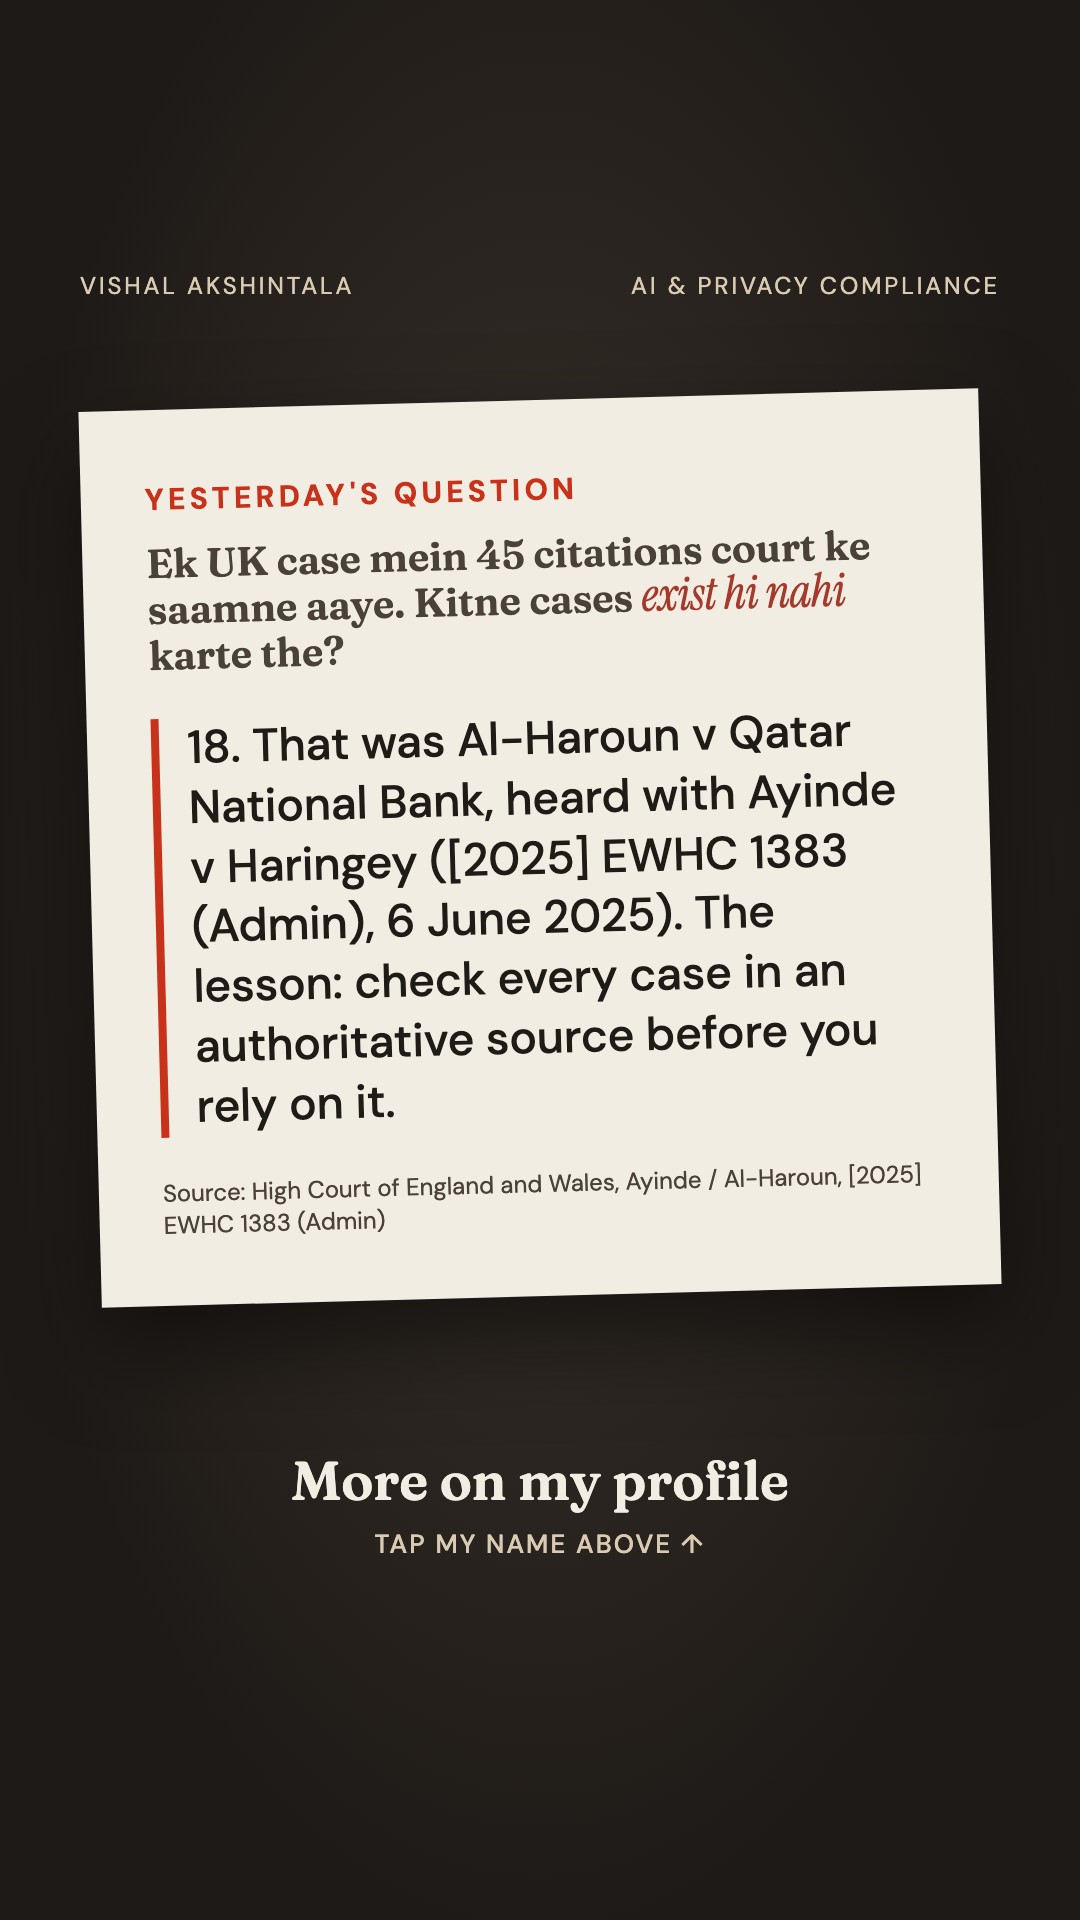 VISHAL AKSHINTALA
AI & PRIVACY COMPLIANCE
YESTERDAY'S QUESTION
Ek UK case mein 45 citations court ke
saamne aaye. Kitne cases exist hi nahi
karte the?
18. That was Al-Haroun v Qatar
National Bank, heard with Ayinde
v Haringey ([2025] EWHC 1383
(Admin), 6 June 2025). The
lesson: check every case in an
authoritative source before you
rely on it.
Source: High Court of England and Wales, Ayinde / Al-Haroun, [2025]
EWHC 1383 (Admin)
More on my profile
TAP MY NAME ABOVE ↑